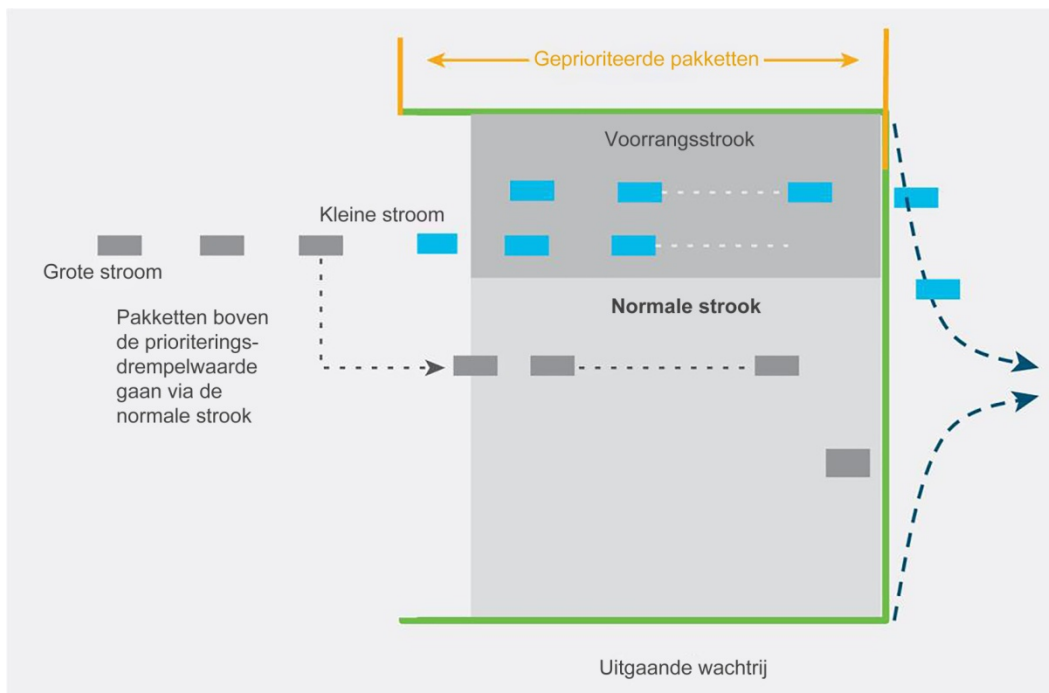 Geprioriteerde pakketten
Voorrangsstrook
Kleine stroom
Grote stroom
Normale strook
Pakketten boven
de prioriterings-
drempelwaarde
gaan via de
normale strook
Uitgaande wachtrij